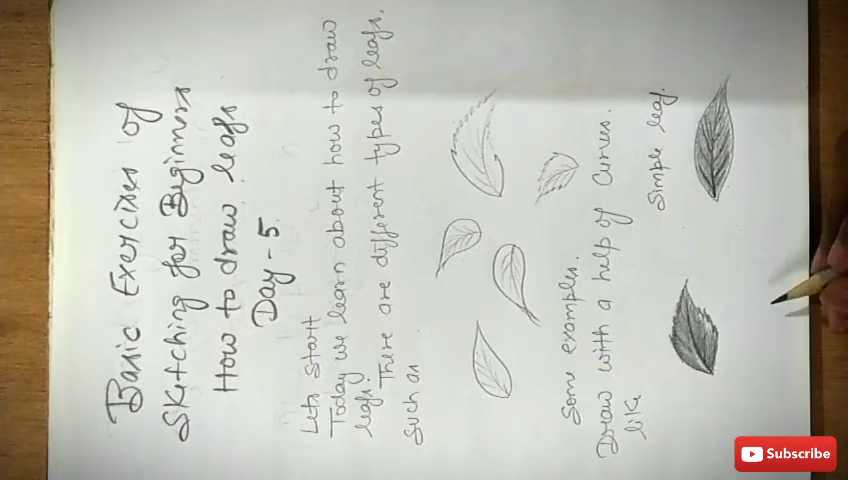 Basic Exercises of
Sketching for Beginners
How to draw leafs
Day - 5
Lets start
Today we learn about how to draw
leafs.
There are different types of leafs.
Such as
Some examples.
Draw with a help of Curves.
like
Simple leaf.
Subscribe